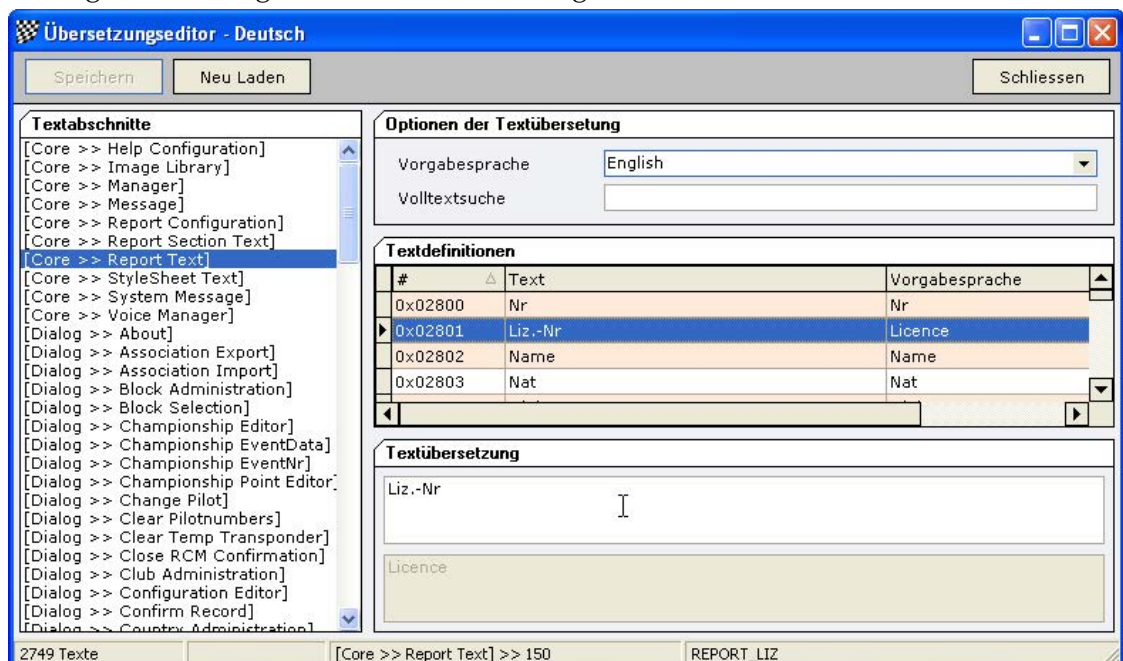 Übersetzungseditor - Deutsch
Speichern
Neu Laden
Schliessen
Textabschnitte
[Core >> Help Configuration]
[Core >> Image Library]
[Core >> Manager]
[Core >> Message]
[Core >> Report Configuration]
[Core >> Report Section Text]
[Core >> Report Text]
[Core >> StyleSheet Text]
[Core >> System Message]
[Core >> Voice Manager]
[Dialog >> About]
[Dialog >> Association Export]
[Dialog >> Association Import]
[Dialog >> Block Administration]
[Dialog >> Block Selection]
[Dialog >> Championship Editor]
[Dialog >> Championship EventData]
[Dialog >> Championship EventNr]
[Dialog >> Championship Point Editor]
[Dialog >> Change Pilot]
[Dialog >> Clear Pilotnumbers]
[Dialog >> Clear Temp Transponder]
[Dialog >> Close RCM Confirmation]
[Dialog >> Club Administration]
[Dialog >> Configuration Editor]
[Dialog >> Confirm Record]
[Dialog >> Country Administration]
Optionen der Textübersetung
Vorgabesprache English
Volltextsuche
Textdefinitionen
# Text Vorgabesprache
0x02800 Nr Nr
0x02801 Liz.-Nr Licence
0x02802 Name Name
0x02803 Nat Nat
Textübersetzung
Liz.-Nr
Licence
2749 Texte [Core >> Report Text] >> 150 REPORT_LIZ